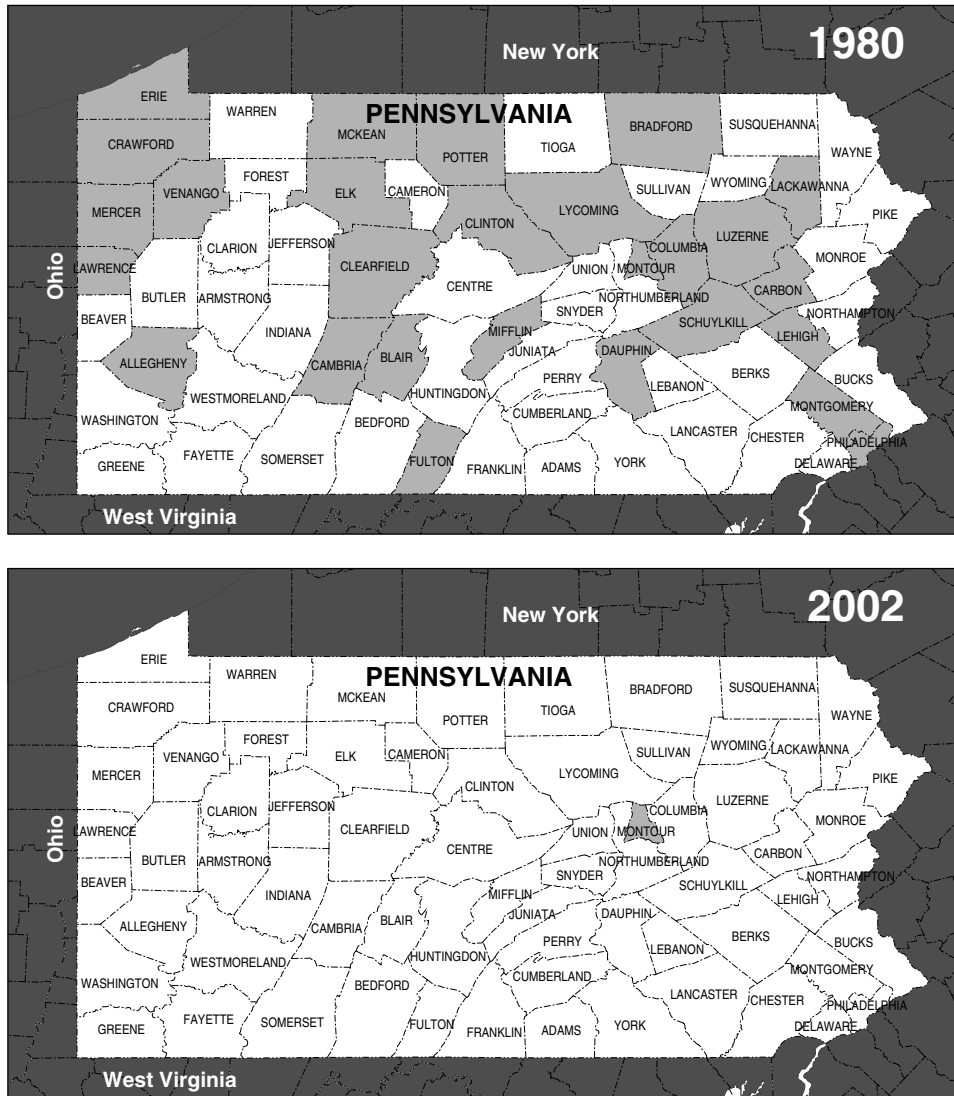 New York
1980
PENNSYLVANIA
ERIE
WARREN
MCKEAN
POTTER
TIOGA
BRADFORD
SUSQUEHANNA
WAYNE
CRAWFORD
FOREST
VENANGO
ELK
CAMERON
SULLIVAN
WYOMING
LACKAWANNA
PIKE
MERCER
CLARION
JEFFERSON
CLINTON
LYCOMING
COLUMBIA
LUZERNE
MONROE
LAWRENCE
CLEARFIELD
MONTOUR
UNION
CENTRE
Ohio
BUTLER
ARMSTRONG
CARBON
BEAVER
INDIANA
SNYDER
NORTHUMBERLAND
NORTHAMPTON
SCHUYLKILL
MIFFLIN
LEHIGH
ALLEGHENY
CAMBRIA
BLAIR
JUNIATA
DAUPHIN
PERRY
BERKS
BUCKS
LEBANON
WESTMORELAND
HUNTINGDON
MONTGOMERY
WASHINGTON
BEDFORD
CUMBERLAND
LANCASTER
CHESTER
PHILADELPHIA
GREENE
FAYETTE
SOMERSET
FULTON
FRANKLIN
ADAMS
YORK
DELAWARE
West Virginia
New York
2002
PENNSYLVANIA
ERIE
WARREN
MCKEAN
POTTER
TIOGA
BRADFORD
SUSQUEHANNA
WAYNE
CRAWFORD
FOREST
VENANGO
ELK
CAMERON
SULLIVAN
WYOMING
LACKAWANNA
PIKE
MERCER
CLARION
JEFFERSON
CLINTON
LYCOMING
COLUMBIA
LUZERNE
MONROE
LAWRENCE
CLEARFIELD
MONTOUR
UNION
CENTRE
Ohio
BUTLER
ARMSTRONG
CARBON
BEAVER
INDIANA
SNYDER
NORTHUMBERLAND
NORTHAMPTON
SCHUYLKILL
MIFFLIN
LEHIGH
ALLEGHENY
CAMBRIA
BLAIR
JUNIATA
DAUPHIN
PERRY
BERKS
BUCKS
LEBANON
WESTMORELAND
HUNTINGDON
MONTGOMERY
WASHINGTON
BEDFORD
CUMBERLAND
LANCASTER
CHESTER
PHILADELPHIA
GREENE
FAYETTE
SOMERSET
FULTON
FRANKLIN
ADAMS
YORK
DELAWARE
West Virginia